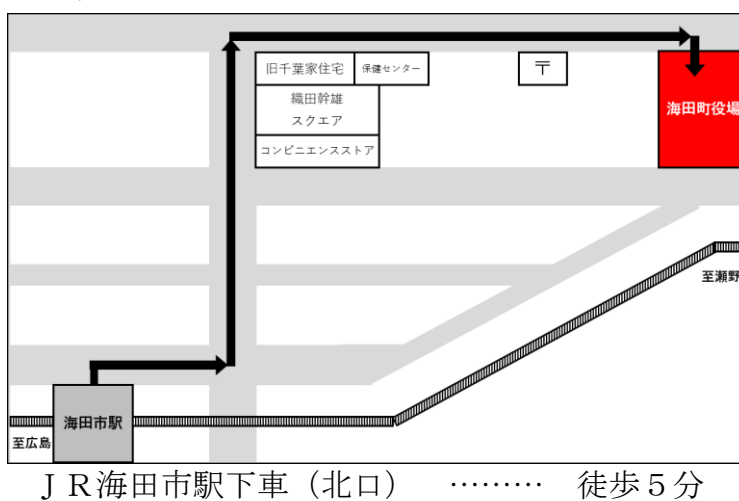 旧千葉家住宅
保健センター
〒
織田幹雄
スクエア
コンビニエンスストア
海田町役場
至瀬野
海田市駅
至広島
ＪＲ海田市駅下車（北口）　………　徒歩５分